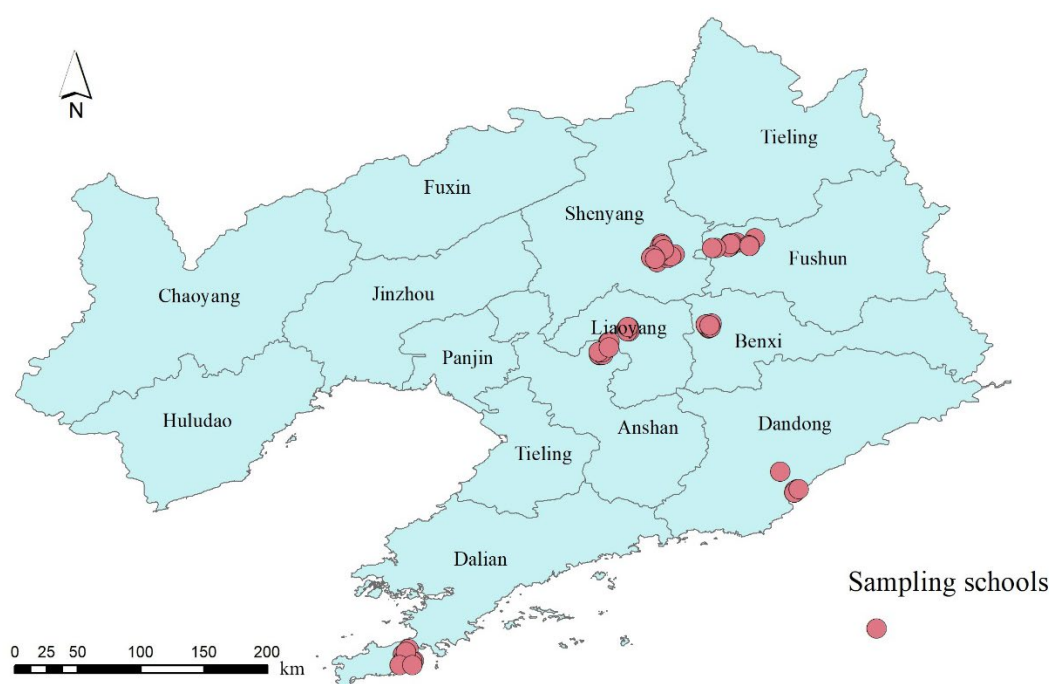 N
Tieling
Fuxin
Shenyang
Fushun
Chaoyang
Jinzhou
Liaoyang
Benxi
Panjin
Huludao
Anshan
Dandong
Tieling
Dalian
Sampling schools
0 25 50 100 150 200
km